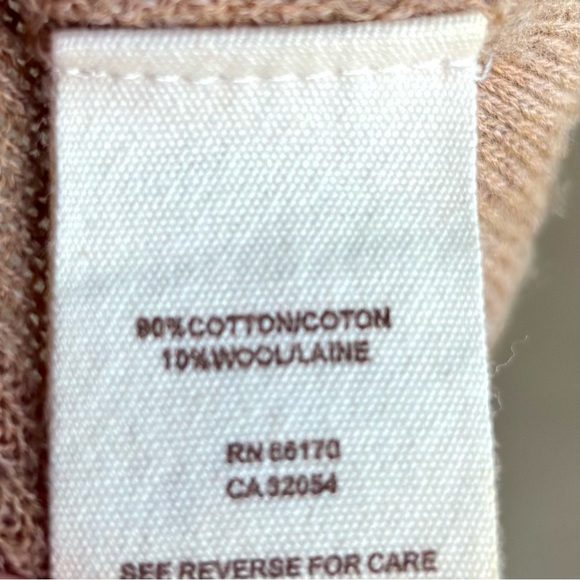 90%COTTON/COTON
10%WOOL/LAINE
RN 66170
CA 32054
SEE REVERSE FOR CARE